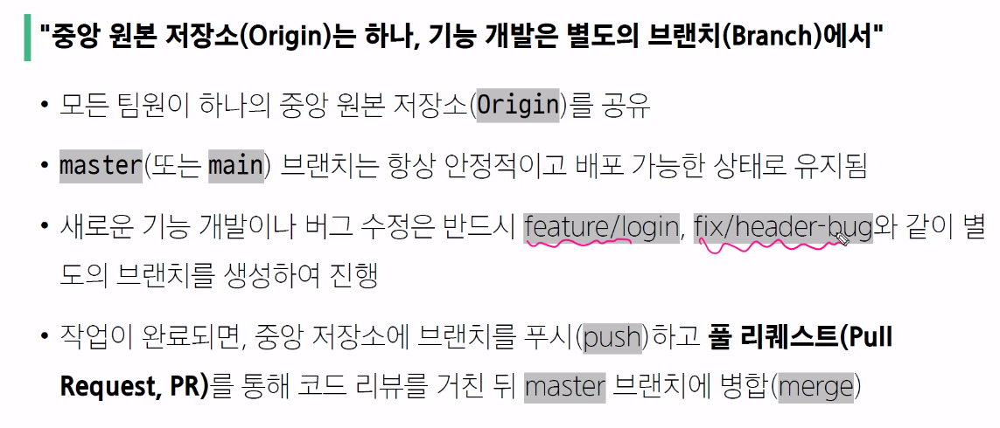 "중앙 원본 저장소(Origin)는 하나, 기능 개발은 별도의 브랜치(Branch)에서"
• 모든 팀원이 하나의 중앙 원본 저장소(Origin)를 공유
• master(또는 main) 브랜치는 항상 안정적이고 배포 가능한 상태로 유지됨
• 새로운 기능 개발이나 버그 수정은 반드시 feature/login, fix/header-bug와 같이 별
도의 브랜치를 생성하여 진행
• 작업이 완료되면, 중앙 저장소에 브랜치를 푸시(push)하고 풀 리퀘스트(Pull
Request, PR)를 통해 코드 리뷰를 거친 뒤 master 브랜치에 병합(merge)